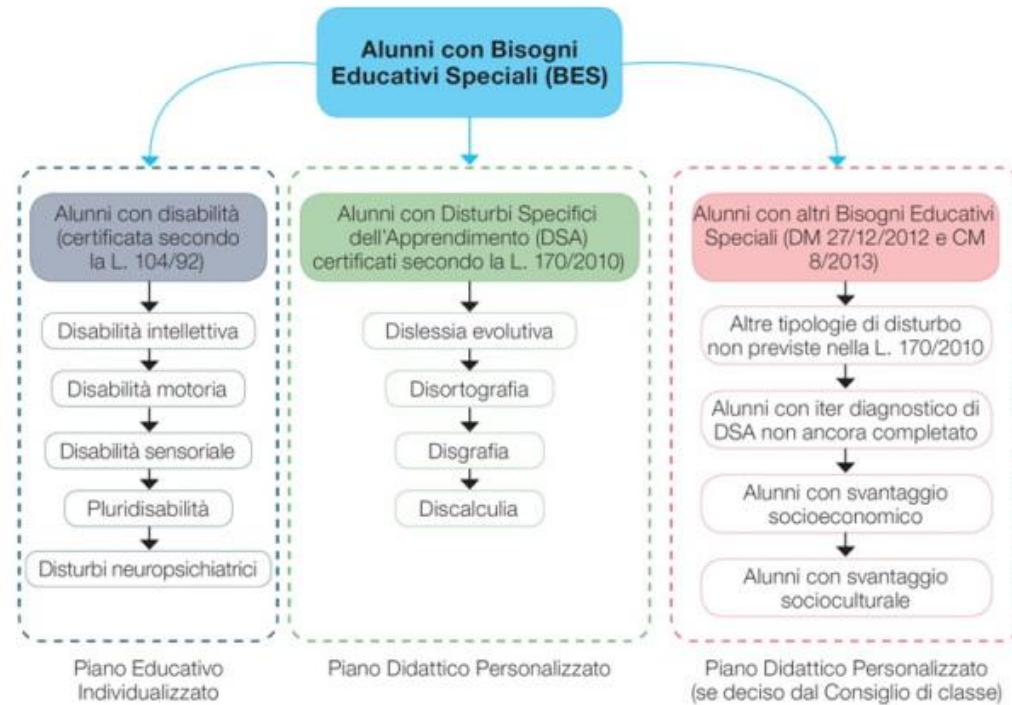 Alunni con Bisogni
Educativi Speciali (BES)
Alunni con disabilità
(certificata secondo
la L. 104/92)
Disabilità intellettiva
Disabilità motoria
Disabilità sensoriale
Pluridisabilità
Disturbi neuropsichiatrici
Piano Educativo
Individualizzato
Alunni con Disturbi Specifici
dell'Apprendimento (DSA)
certificati secondo la L. 170/2010)
Dislessia evolutiva
Disortografia
Disgrafia
Discalculia
Piano Didattico Personalizzato
Alunni con altri Bisogni Educativi
Speciali (DM 27/12/2012 e CM
8/2013)
Altre tipologie di disturbo
non previste nella L. 170/2010
Alunni con iter diagnostico di
DSA non ancora completato
Alunni con svantaggio
socioeconomico
Alunni con svantaggio
socioculturale
Piano Didattico Personalizzato
(se deciso dal Consiglio di classe)